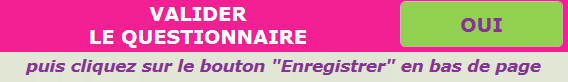 VALIDER
LE QUESTIONNAIRE
OUI
puis cliquez sur le bouton "Enregistrer" en bas de page